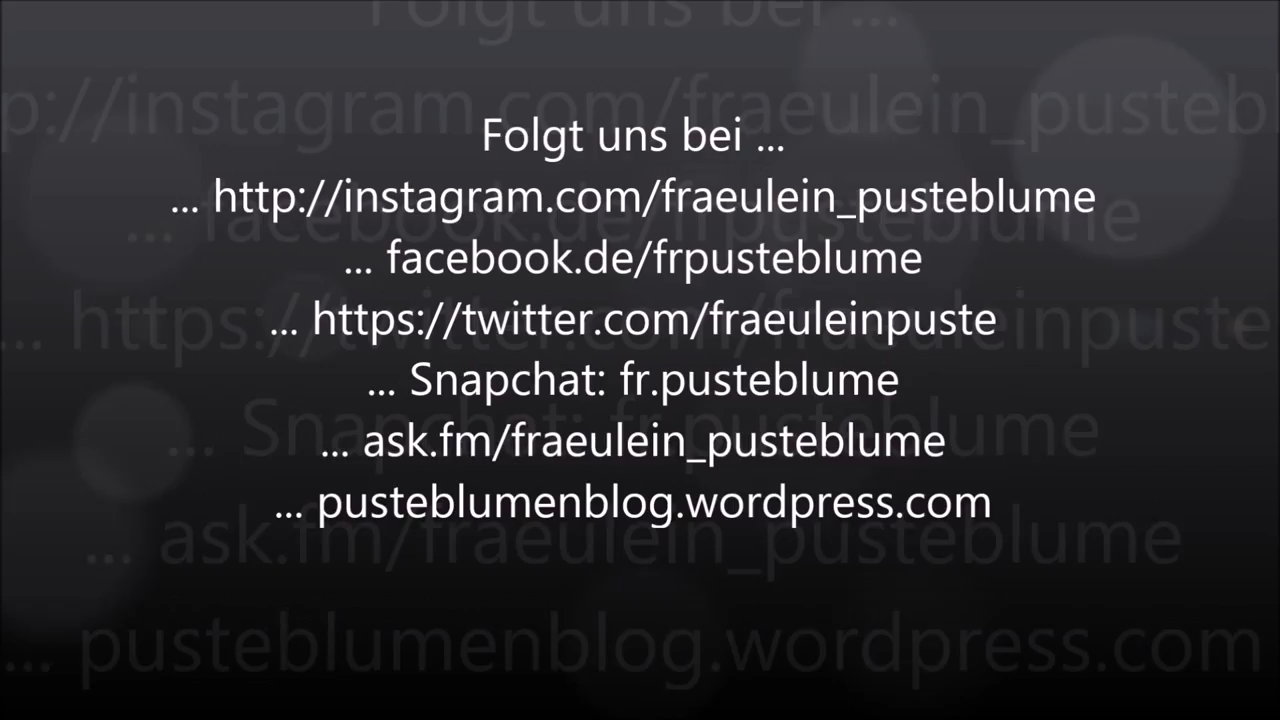 Folgt uns bei ...
... http://instagram.com/fraeulein_pusteblume
... facebook.de/frpusteblume
... https://twitter.com/fraeuleinpuste
... Snapchat: fr.pusteblume
... ask.fm/fraeulein_pusteblume
... pusteblumenblog.wordpress.com